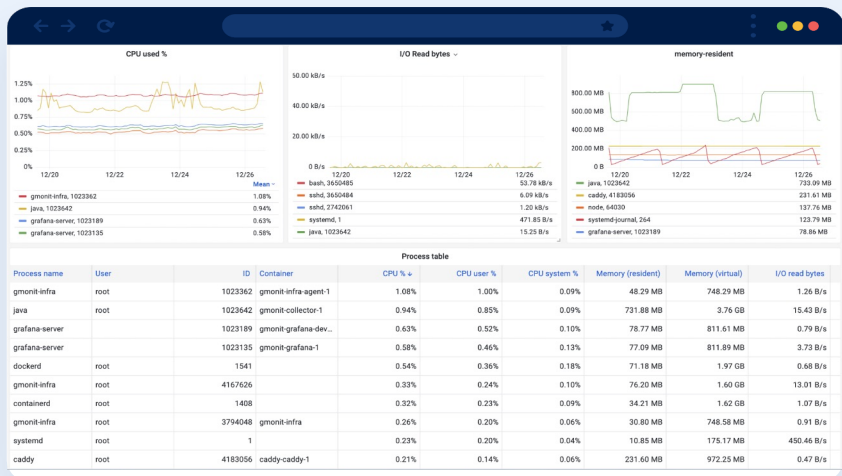 CPU used %
1.25%
1.00%
0.75%
0.50%
0.25%
0%
12/20 12/22 12/24 12/26
Mean
gmonit-infra, 1023362 1.08%
java, 1023642 0.94%
grafana-server, 1023189 0.63%
grafana-server, 1023135 0.58%
I/O Read bytes
50.00 kB/s
40.00 kB/s
20.00 kB/s
0 B/s
12/20 12/22 12/24 12/26
bash, 3650485 53.78 kB/s
sshd, 3650484 6.09 kB/s
sshd, 2742061 1.20 kB/s
systemd, 1 471.85 B/s
java, 1023642 15.25 B/s
memory-resident
800.00 MB
600.00 MB
400.00 MB
200.00 MB
0 B
12/20 12/22 12/24 12/26
java, 1023642 733.09 MB
caddy, 4183056 231.61 MB
node, 64030 137.76 MB
systemd-journal, 264 123.79 MB
grafana-server, 1023189 78.86 MB
Process table
Process name User ID Container CPU % ↓ CPU user % CPU system % Memory (resident) Memory (virtual) I/O read bytes
gmonit-infra root 1023362 gmonit-infra-agent-1 1.08% 1.00% 0.09% 48.29 MB 748.29 MB 1.26 B/s
java root 1023642 gmonit-collector-1 0.94% 0.85% 0.09% 731.88 MB 3.76 GB 15.43 B/s
grafana-server 1023189 gmonit-grafana-dev... 0.63% 0.52% 0.10% 78.77 MB 811.61 MB 0.79 B/s
grafana-server 1023135 gmonit-grafana-1 0.58% 0.46% 0.13% 77.09 MB 811.89 MB 3.73 B/s
dockerd root 1541 0.54% 0.36% 0.18% 71.18 MB 1.97 GB 0.68 B/s
gmonit-infra root 4167626 0.33% 0.24% 0.10% 76.20 MB 1.60 GB 13.01 B/s
containerd root 1408 0.32% 0.23% 0.09% 34.21 MB 1.62 GB 1.07 B/s
gmonit-infra root 3794048 gmonit-infra 0.26% 0.20% 0.06% 30.80 MB 748.58 MB 0.91 B/s
systemd root 1 0.23% 0.20% 0.04% 10.85 MB 175.17 MB 450.46 B/s
caddy root 4183056 caddy-caddy-1 0.21% 0.14% 0.06% 231.60 MB 972.25 MB 0.47 B/s